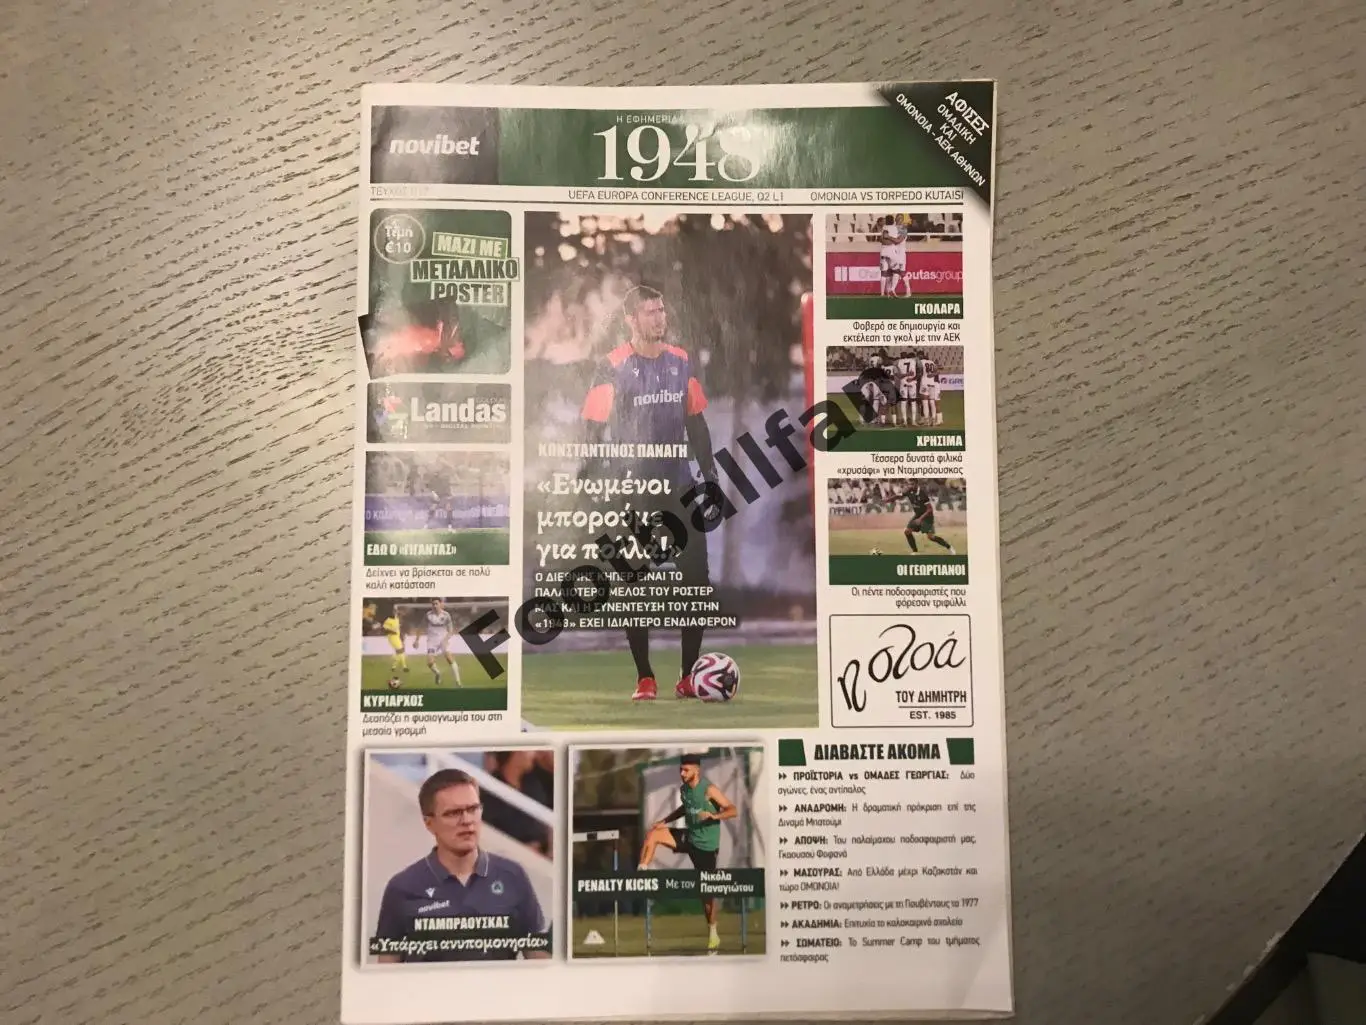 novibet
Η ΕΦΗΜΕΡΙΔΑ
1948
ΑΦΙΣΕΣ
ΟΜΑΔΙΚΗ
ΚΑΙ
ΟΜΟΝΟΙΑ - ΑΕΚ ΑΘΗΝΩΝ
ΤΕΥΧΟΣ
UEFA EUROPA CONFERENCE LEAGUE, Q2 L1
ΟΜΟΝΟΙΑ VS TORPEDO KUTAISI
Τιμή
€10
ΜΑΖΙ ΜΕ
ΜΕΤΑΛΛΙΚΟ
POSTER
Landas
ΕΔΩ Ο «ΓΙΓΑΝΤΑΣ»
Δείχνει να βρίσκεται σε πολύ
καλή κατάσταση
ΚΥΡΙΑΡΧΟΣ
Δεσπόζει η φυσιογνωμία του στη
μεσαία γραμμή
novibet
ΚΩΝΣΤΑΝΤΙΝΟΣ ΠΑΝΑΓΗ
«Ενωμένοι
μπορούμε
για πολλά!»
Ο ΔΙΕΘΝΗΣ ΚΗΠΕΡ ΕΙΝΑΙ ΤΟ
ΠΑΛΑΙΟΤΕΡΟ ΜΕΛΟΣ ΤΟΥ ΡΟΣΤΕΡ
ΜΑΣ ΚΑΙ Η ΣΥΝΕΝΤΕΥΞΗ ΤΟΥ ΣΤΗΝ
«1948» ΕΧΕΙ ΙΔΙΑΙΤΕΡΟ ΕΝΔΙΑΦΕΡΟΝ
Footballfan
outasgroup
ΓΚΟΛΑΡΑ
Φοβερό σε δημιουργία και
εκτέλεση το γκολ με την ΑΕΚ
7 80
ΧΡΗΣΙΜΑ
Τέσσερα δυνατά φιλικά
«χρυσάφι» για Νταμπράουσκας
ΟΙ ΓΕΩΡΓΙΑΝΟΙ
Οι πέντε ποδοσφαιριστές που
φόρεσαν τριφύλλι
η στοά
ΤΟΥ ΔΗΜΗΤΡΗ
EST. 1985
novibet
ΝΤΑΜΠΡΑΟΥΣΚΑΣ
«Υπάρχει ανυπομονησία»
PENALTY KICKS Με τον Νικόλα
Παναγιώτου
ΔΙΑΒΑΣΤΕ ΑΚΟΜΑ
ΠΡΟΪΣΤΟΡΙΑ vs ΟΜΑΔΕΣ ΓΕΩΡΓΙΑΣ: Δύο
αγώνες, ένας αντίπαλος
ΑΝΑΔΡΟΜΗ: Η δραματική πρόκριση επί της
Διναμό Μπατούμι
ΑΠΟΨΗ: Του παλαίμαχου ποδοσφαιριστή μας,
Γκαουσού Φοφανά
ΜΑΣΟΥΡΑΣ: Από Ελλάδα μέχρι Καζακστάν και
τώρα ΟΜΟΝΟΙΑ!
ΡΕΤΡΟ: Οι αναμετρήσεις με τη Γιουβέντους το 1977
ΑΚΑΔΗΜΙΑ: Επιτυχία το καλοκαιρινό σχολείο
ΣΩΜΑΤΕΙΟ: Το Summer Camp του τμήματος
πετόσφαιρας